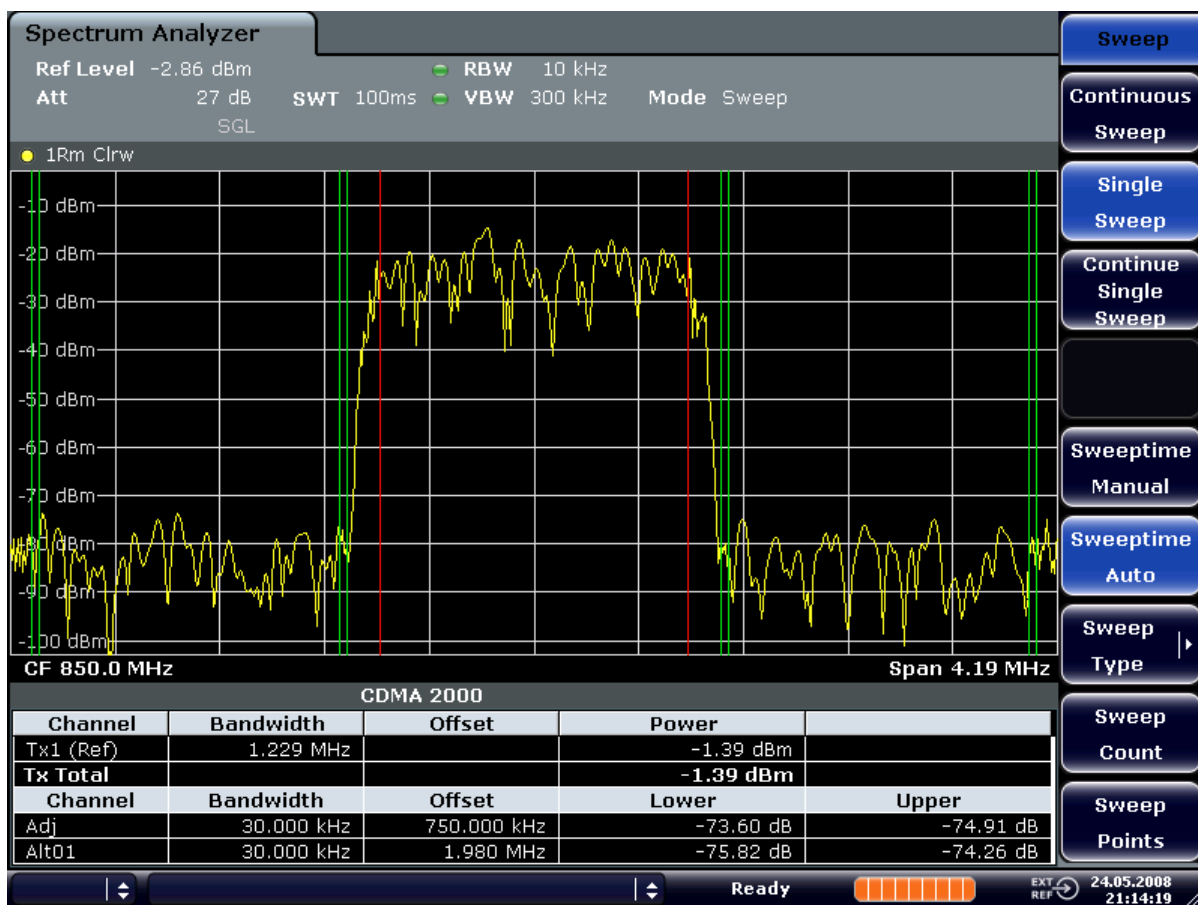 Spectrum Analyzer
Ref Level -2.86 dBm RBW 10 kHz
Att 27 dB SWT 100ms VBW 300 kHz Mode Sweep
SGL
1Rm Clrw
-10 dBm
-20 dBm
-30 dBm
-40 dBm
-50 dBm
-60 dBm
-70 dBm
-80 dBm
-90 dBm
-100 dBm
CF 850.0 MHz Span 4.19 MHz
CDMA 2000
Channel Bandwidth Offset Power
Tx1 (Ref) 1.229 MHz -1.39 dBm
Tx Total -1.39 dBm
Channel Bandwidth Offset Lower Upper
Adj 30.000 kHz 750.000 kHz -73.60 dB -74.91 dB
Alt01 30.000 kHz 1.980 MHz -75.82 dB -74.26 dB
Ready EXT REF 24.05.2008 21:14:19
Sweep
Continuous
Sweep
Single
Sweep
Continue
Single
Sweep
Sweeptime
Manual
Sweeptime
Auto
Sweep
Type
Sweep
Count
Sweep
Points